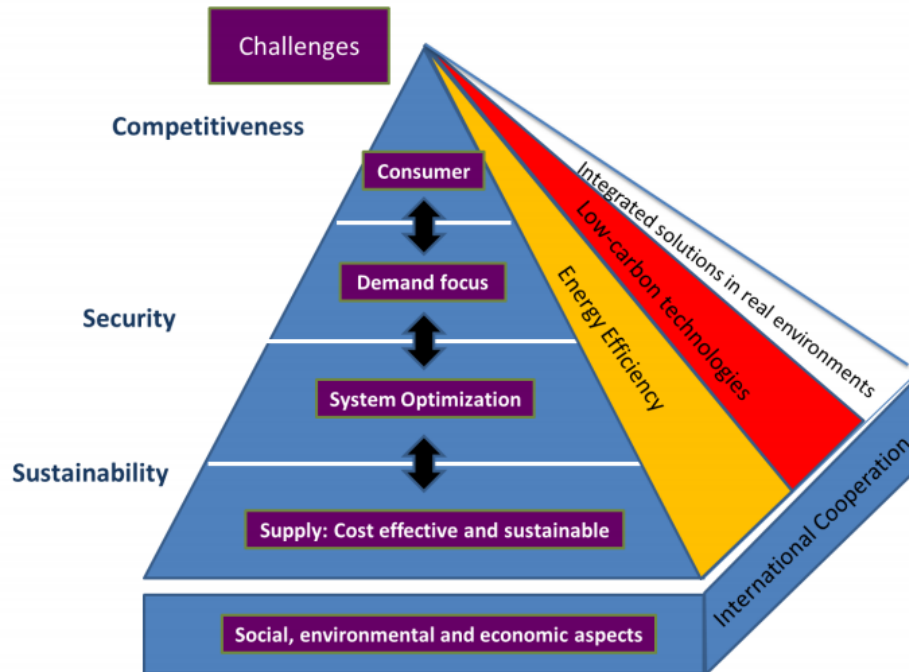 Challenges
Competitiveness
Consumer
Integrated solutions in real environments
Low-carbon technologies
Energy Efficiency
Demand focus
Security
System Optimization
Sustainability
Supply: Cost effective and sustainable
International Cooperation
Social, environmental and economic aspects